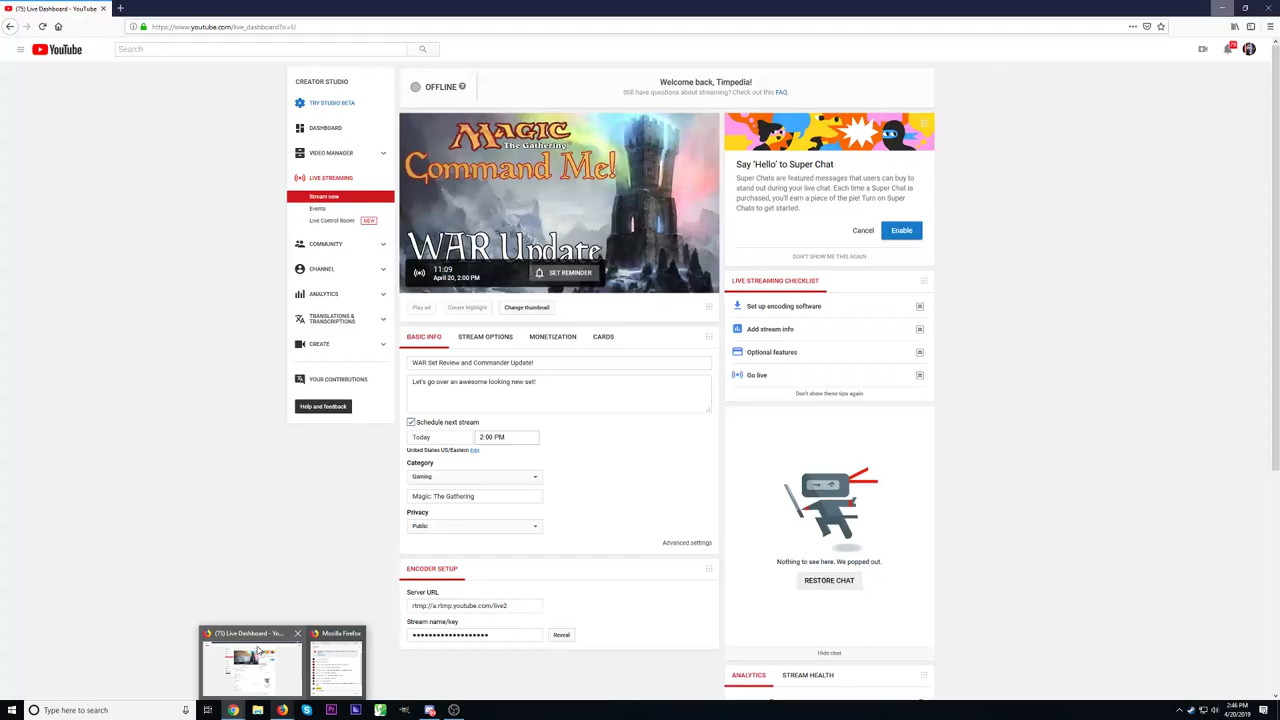 (75) Live Dashboard - YouTube
https://www.youtube.com/live_dashboard?o=U
YouTube
Search
75
CREATOR STUDIO
TRY STUDIO BETA
DASHBOARD
VIDEO MANAGER
LIVE STREAMING
Stream now
Events
Live Control Room NEW
COMMUNITY
CHANNEL
ANALYTICS
TRANSLATIONS &
TRANSCRIPTIONS
CREATE
YOUR CONTRIBUTIONS
Help and feedback
OFFLINE
Welcome back, Timpedia!
Still have questions about streaming? Check out this FAQ.
MAGIC
The Gathering
Command Me!
WAR Update
11:09
April 20, 2:00 PM
SET REMINDER
Play ad
Create highlight
Change thumbnail
BASIC INFO
STREAM OPTIONS
MONETIZATION
CARDS
WAR Set Review and Commander Update!
Let's go over an awesome looking new set!
Schedule next stream
Today
2:00 PM
United States US/Eastern Edit
Category
Gaming
Magic: The Gathering
Privacy
Public
Advanced settings
ENCODER SETUP
Server URL
rtmp://a.rtmp.youtube.com/live2
Stream name/key
•••••••••••••••••••
Reveal
Say 'Hello' to Super Chat
Super Chats are featured messages that users can buy to
stand out during your live chat. Each time a Super Chat is
purchased, you'll earn a piece of the pie! Turn on Super
Chats to get started.
Cancel
Enable
DON'T SHOW ME THIS AGAIN
LIVE STREAMING CHECKLIST
Set up encoding software
Add stream info
Optional features
Go live
Don't show these tips again
Nothing to see here. We popped out.
RESTORE CHAT
Hide chat
ANALYTICS
STREAM HEALTH
(75) Live Dashboard - Yo...
Mozilla Firefox
Type here to search
2:46 PM
4/20/2019